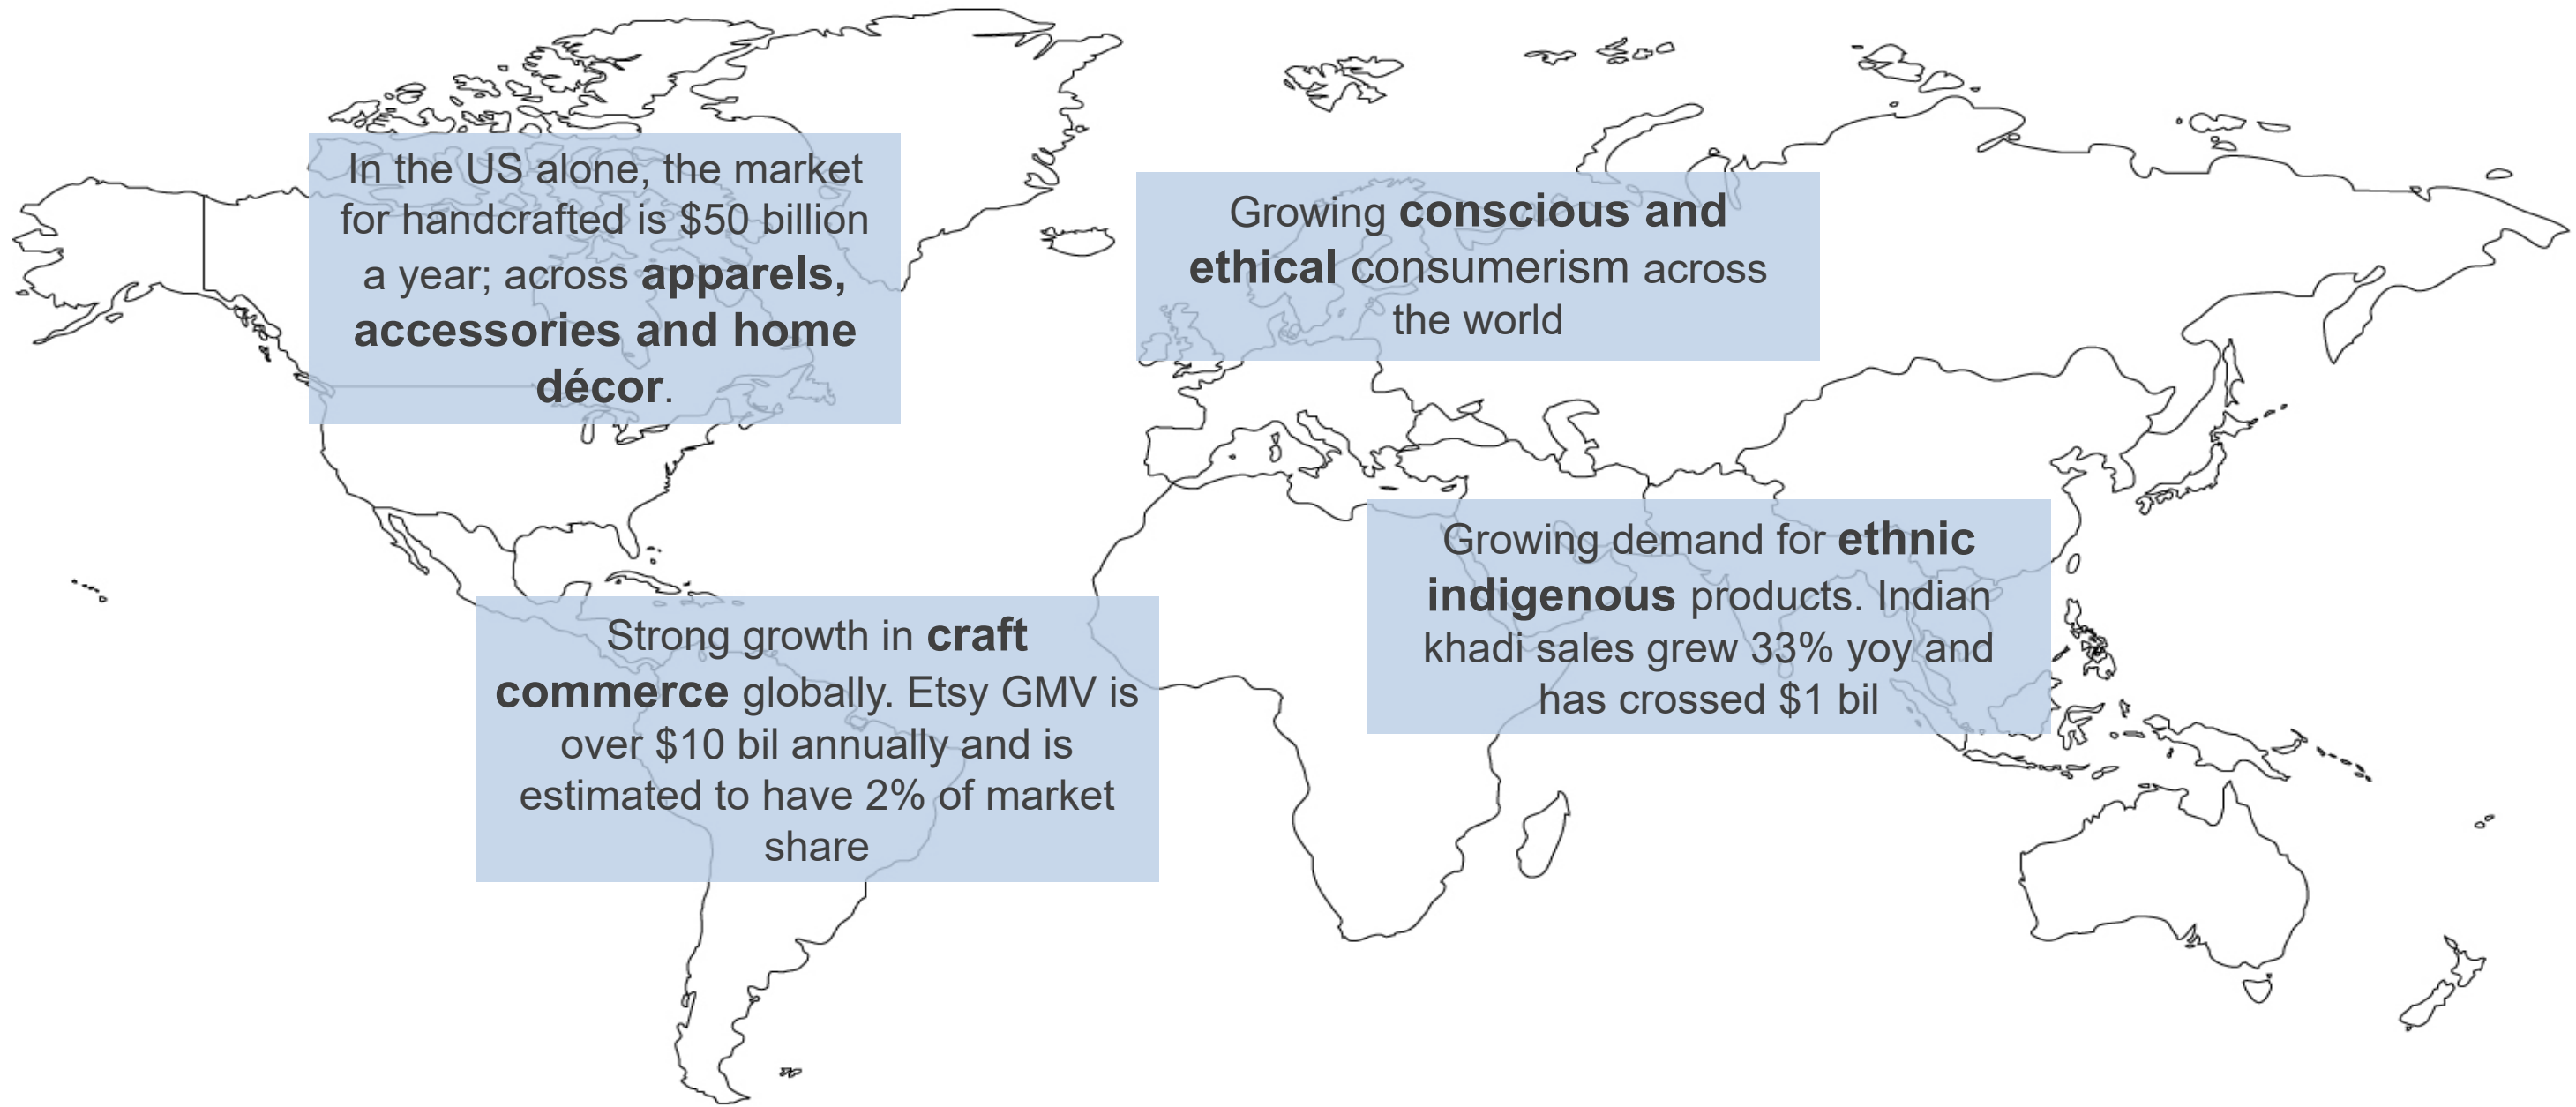 In the US alone, the market
for handcrafted is $50 billion
a year; across apparels,
accessories and home
décor.
Growing conscious and
ethical consumerism across
the world
Strong growth in craft
commerce globally. Etsy GMV is
over $10 bil annually and is
estimated to have 2% of market
share
Growing demand for ethnic
indigenous products. Indian
khadi sales grew 33% yoy and
has crossed $1 bil